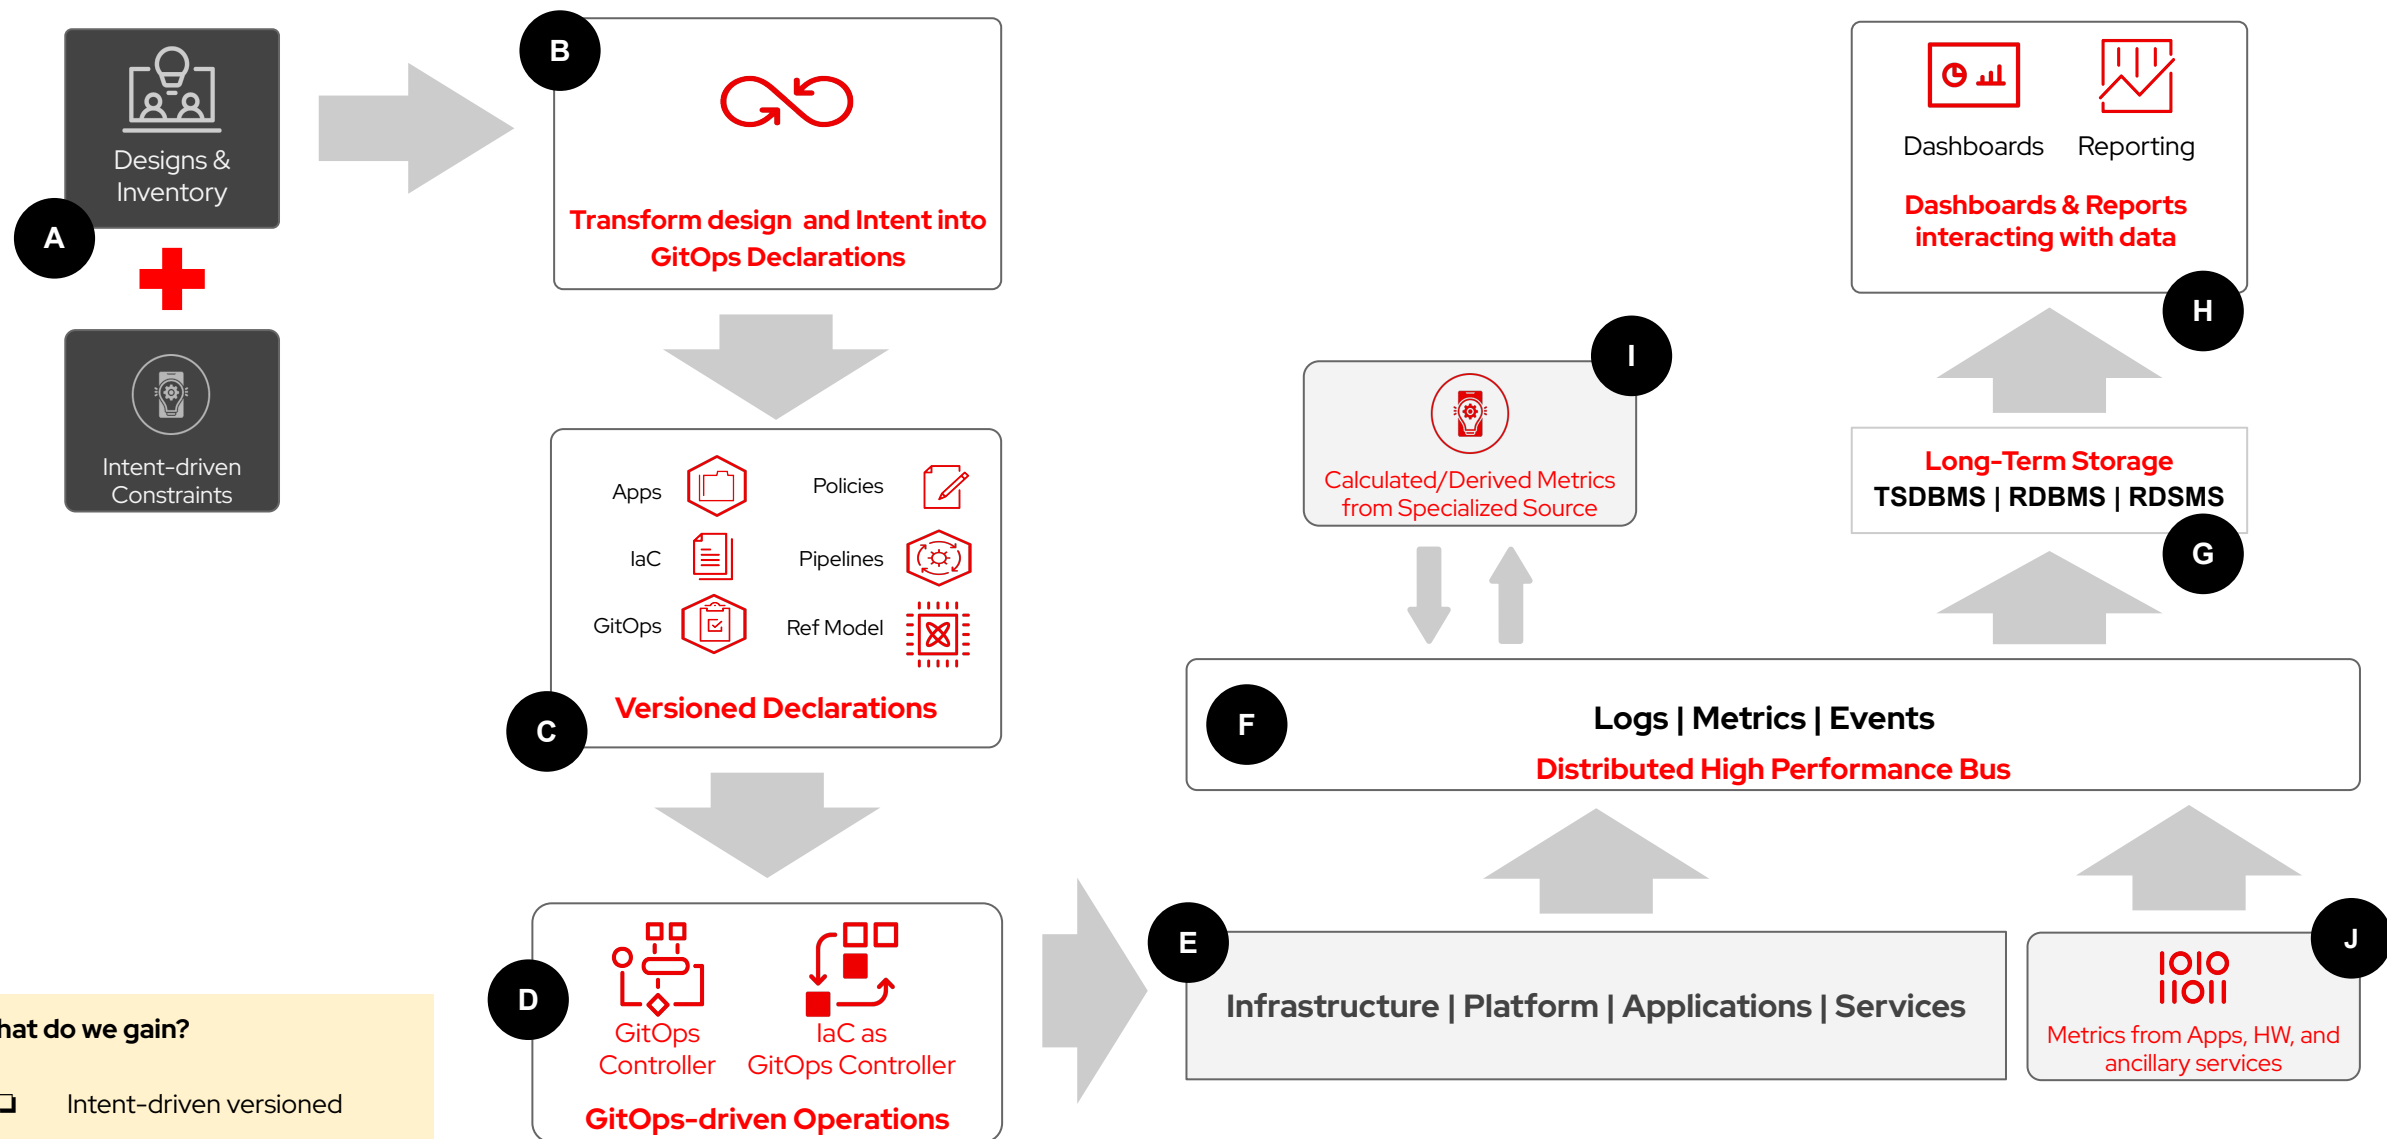 A
Designs &
Inventory
Intent-driven
Constraints
B
Transform design  and Intent into
GitOps Declarations
Apps
Policies
IaC
Pipelines
GitOps
Ref Model
Versioned Declarations
C
D
GitOps
Controller
IaC as
GitOps Controller
GitOps-driven Operations
E
Infrastructure | Platform | Applications | Services
J
1010
11011
Metrics from Apps, HW, and
ancillary services
F
Logs | Metrics | Events
Distributed High Performance Bus
I
Calculated/Derived Metrics
from Specialized Source
G
Long-Term Storage
TSDBMS | RDBMS | RDSMS
H
Dashboards
Reporting
Dashboards & Reports
interacting with data
hat do we gain?
Intent-driven versioned